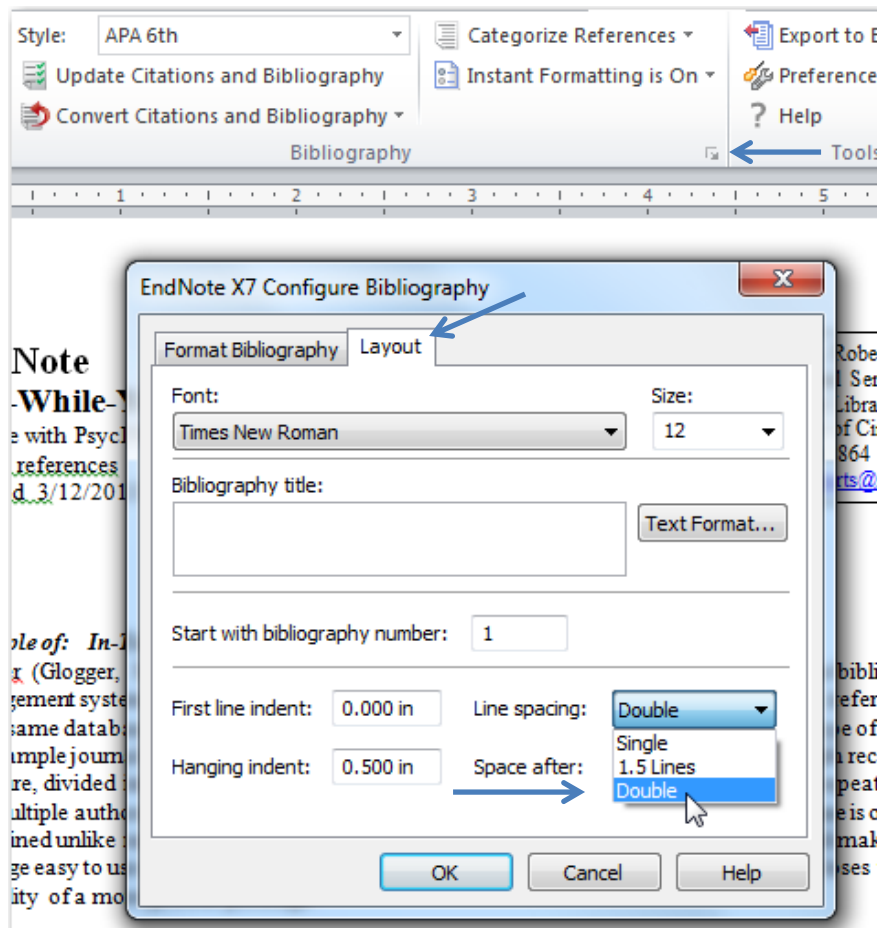 Style: APA 6th Categorize References Export to E
Update Citations and Bibliography Instant Formatting is On Preference
Convert Citations and Bibliography Help
Bibliography Tools
1 2 3 4 5
EndNote X7 Configure Bibliography
Format Bibliography Layout
Note
-While-Y
e with Psycl
references
d 3/12/201
Robe
l Ser
Libra
of Ci
864
rts@
Font: Size:
Times New Roman 12
Bibliography title:
Text Format...
Start with bibliography number: 1
First line indent: 0.000 in Line spacing: Double
Single
Hanging indent: 0.500 in Space after: 1.5 Lines
Double
OK Cancel Help
ple of: In-
r (Glogger,
gement syste
same datab
ample journ
re, divided
ultiple autho
ined unlike
ge easy to us
lity of a mo
bibli
refer
e of
rec
peat
e is
mak
ses